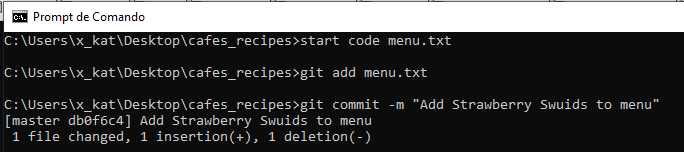 Prompt de Comando
C:\Users\x_kat\Desktop\cafes_recipes>start code menu.txt
C:\Users\x_kat\Desktop\cafes_recipes>git add menu.txt
C:\Users\x_kat\Desktop\cafes_recipes>git commit -m "Add Strawberry Swuids to menu"
[master db0f6c4] Add Strawberry Swuids to menu
 1 file changed, 1 insertion(+), 1 deletion(-)